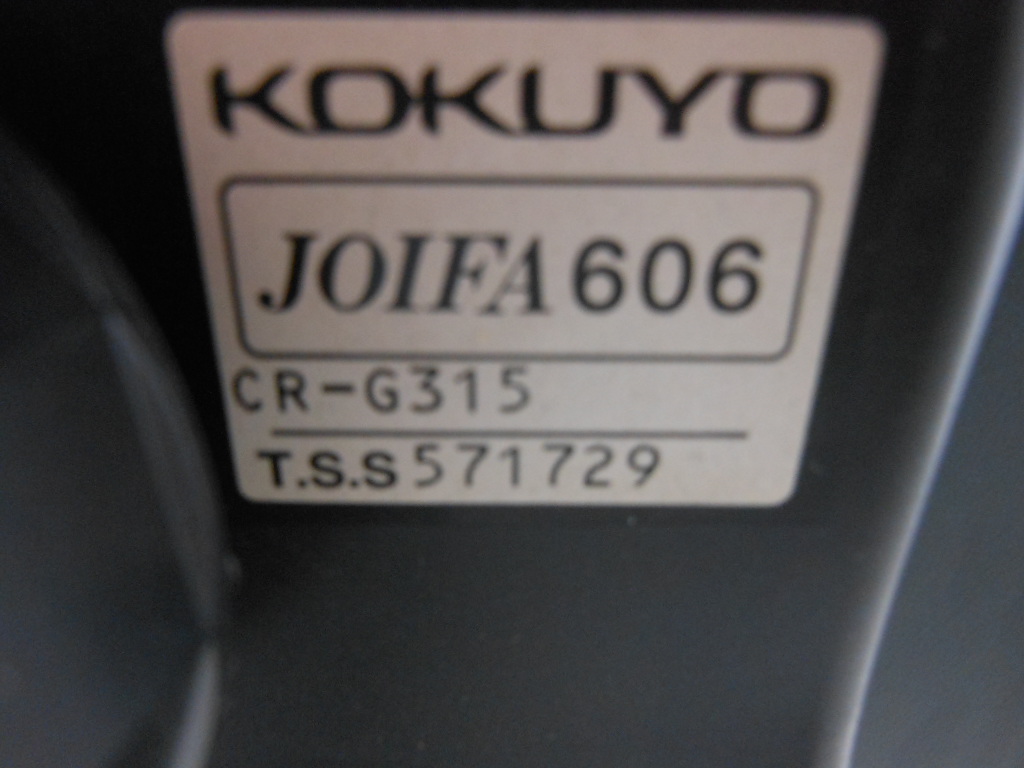 KOKUYO
JOIFA 606
CR-G315
T.S.S 571729